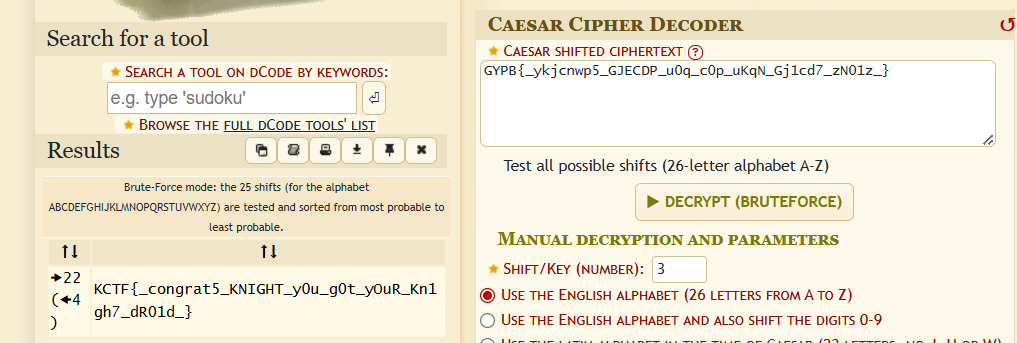 Search for a tool
★ SEARCH A TOOL ON DCODE BY KEYWORDS:
e.g. type 'sudoku'
★ BROWSE THE FULL DCODE TOOLS' LIST
Results
Brute-Force mode: the 25 shifts (for the alphabet
ABCDEFGHIJKLMNOPQRSTUVWXYZ) are tested and sorted from most probable to
least probable.
↑↓ ↑↓
➔22
(🡰4
)
KCTF{_congrat5_KNIGHT_y0u_g0t_yOuR_Kn1
gh7_dR01d_}
CAESAR CIPHER DECODER
★ CAESAR SHIFTED CIPHERTEXT (?)
GYPB{_ykjcnwp5_GJECDP_u0q_c0p_uKqN_Gj1cd7_zN01z_}
Test all possible shifts (26-letter alphabet A-Z)
▶ DECRYPT (BRUTEFORCE)
MANUAL DECRYPTION AND PARAMETERS
★ SHIFT/KEY (NUMBER): 3
USE THE ENGLISH ALPHABET (26 LETTERS FROM A TO Z)
USE THE ENGLISH ALPHABET AND ALSO SHIFT THE DIGITS 0-9